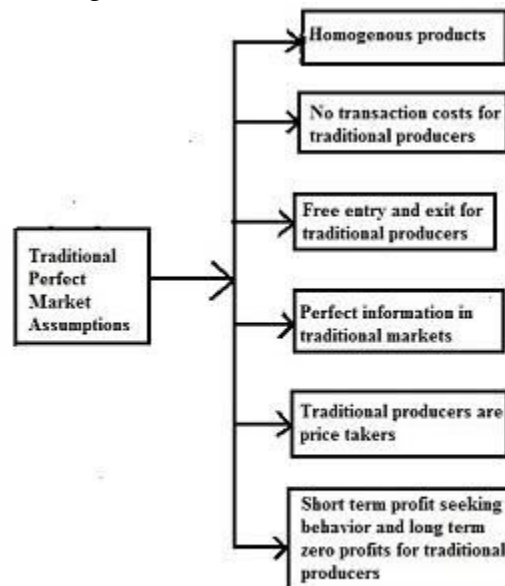 Homogenous products
No transaction costs for
traditional producers
Free entry and exit for
traditional producers
Traditional
Perfect
Market
Assumptions
Perfect information in
traditional markets
Traditional producers are
price takers
Short term profit seeking
behavior and long term
zero profits for traditional
producers